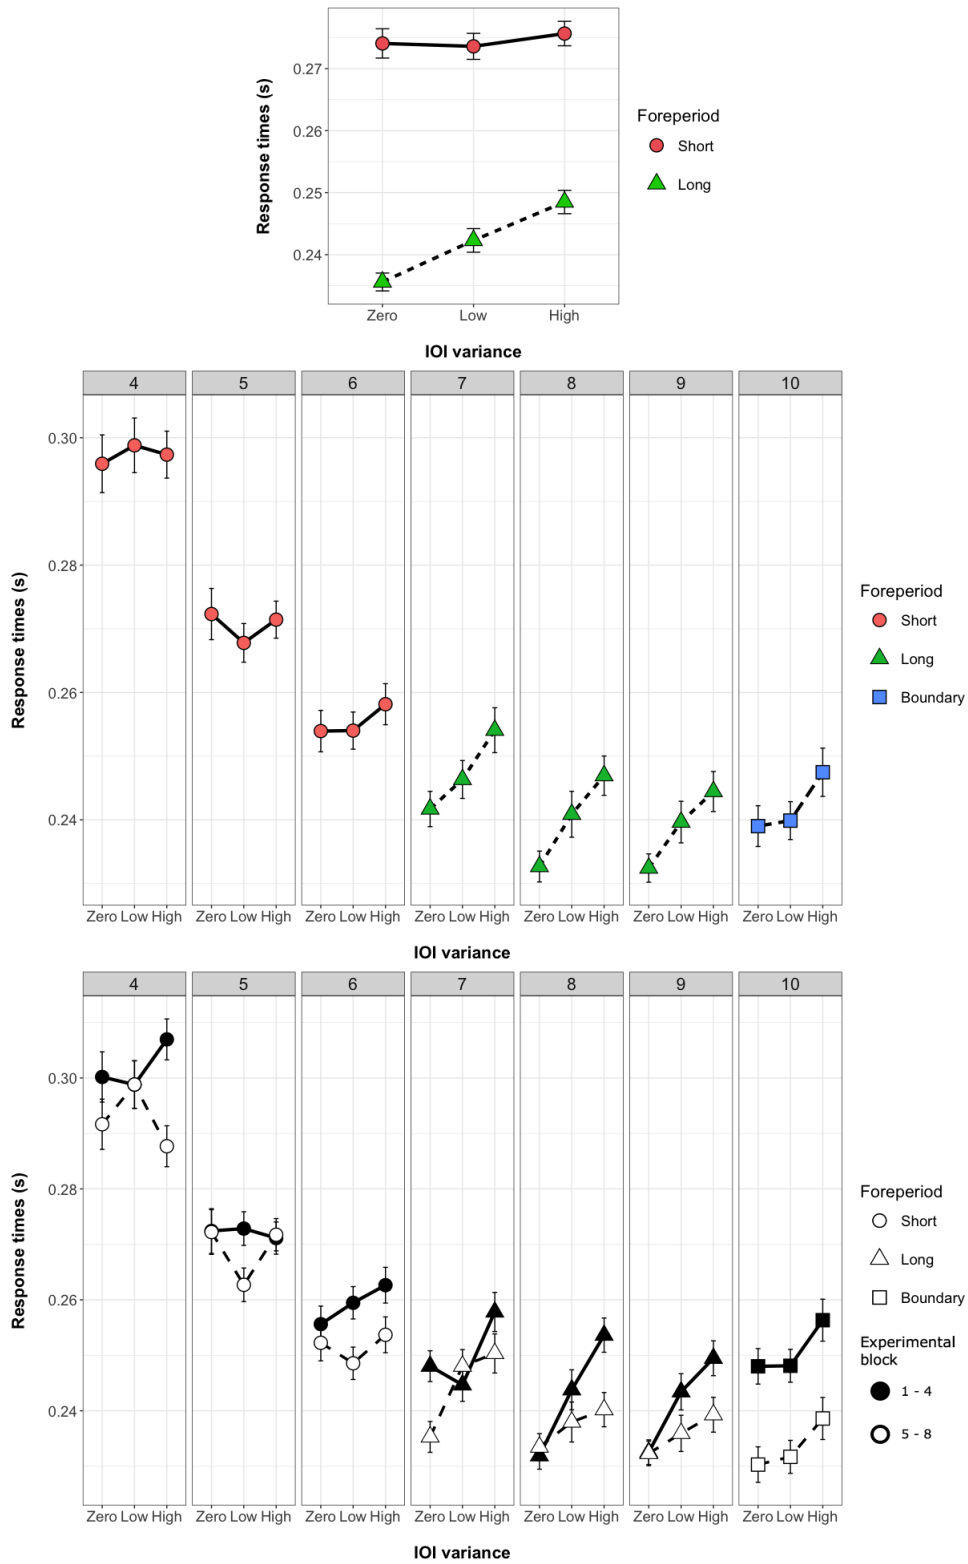 Response times (s)
0.27
0.26
0.25
0.24
Zero Low High
IOI variance
Foreperiod
Short
Long
4 5 6 7 8 9 10
Response times (s)
0.30
0.28
0.26
0.24
Zero Low High Zero Low High Zero Low High Zero Low High Zero Low High Zero Low High Zero Low High
IOI variance
Foreperiod
Short
Long
Boundary
4 5 6 7 8 9 10
Response times (s)
0.30
0.28
0.26
0.24
Zero Low High Zero Low High Zero Low High Zero Low High Zero Low High Zero Low High Zero Low High
IOI variance
Foreperiod
Short
Long
Boundary
Experimental
block
1 - 4
5 - 8